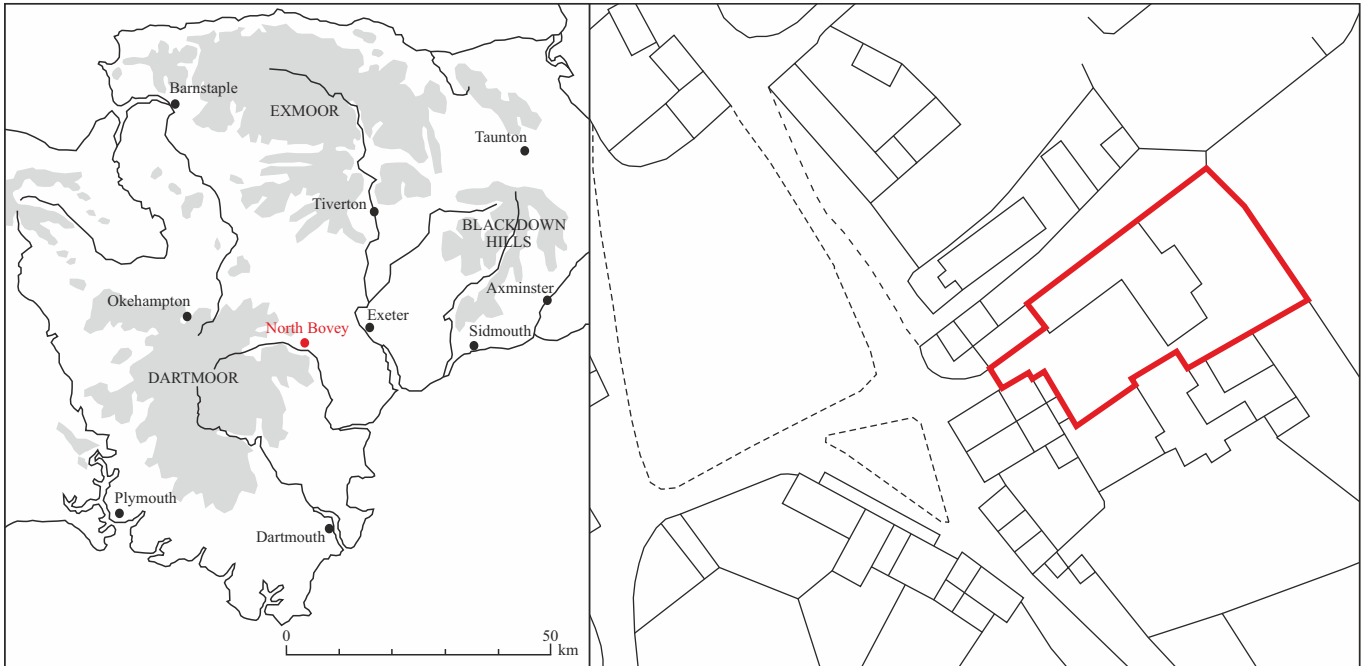 Barnstaple
EXMOOR
Taunton
Tiverton
BLACKDOWN
HILLS
Axminster
Okehampton
Exeter
North Bovey
Sidmouth
DARTMOOR
Plymouth
Dartmouth
0
50
km